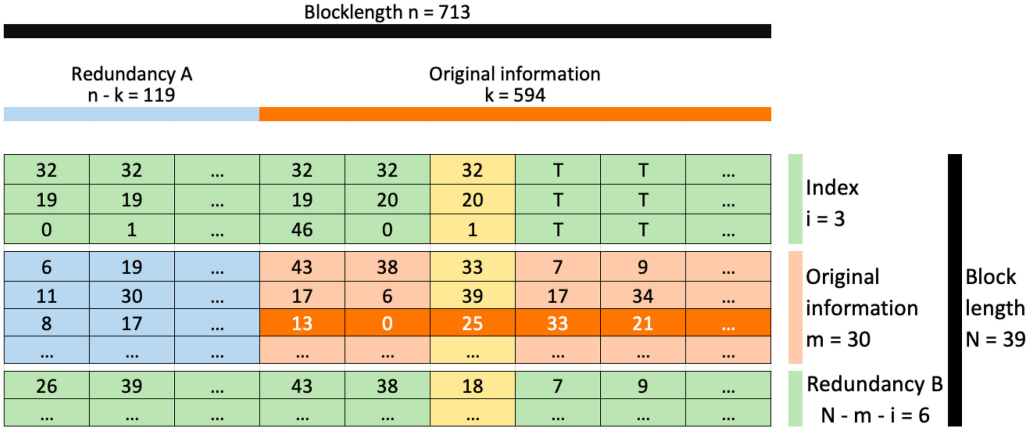 Blocklength n = 713
Redundancy A
n - k = 119
Original information
k = 594
32 32 ... 32 32 32 T T ...
19 19 ... 19 20 20 T T ...
0 1 ... 46 0 1 T T ...
Index
i = 3
6 19 ... 43 38 33 7 9 ...
11 30 ... 17 6 39 17 34 ...
8 17 ... 13 0 25 33 21 ...
... ... ... ... ... ... ... ... ...
Original
information
m = 30
Block
length
N = 39
26 39 ... 43 38 18 7 9 ...
... ... ... ... ... ... ... ... ...
Redundancy B
N - m - i = 6